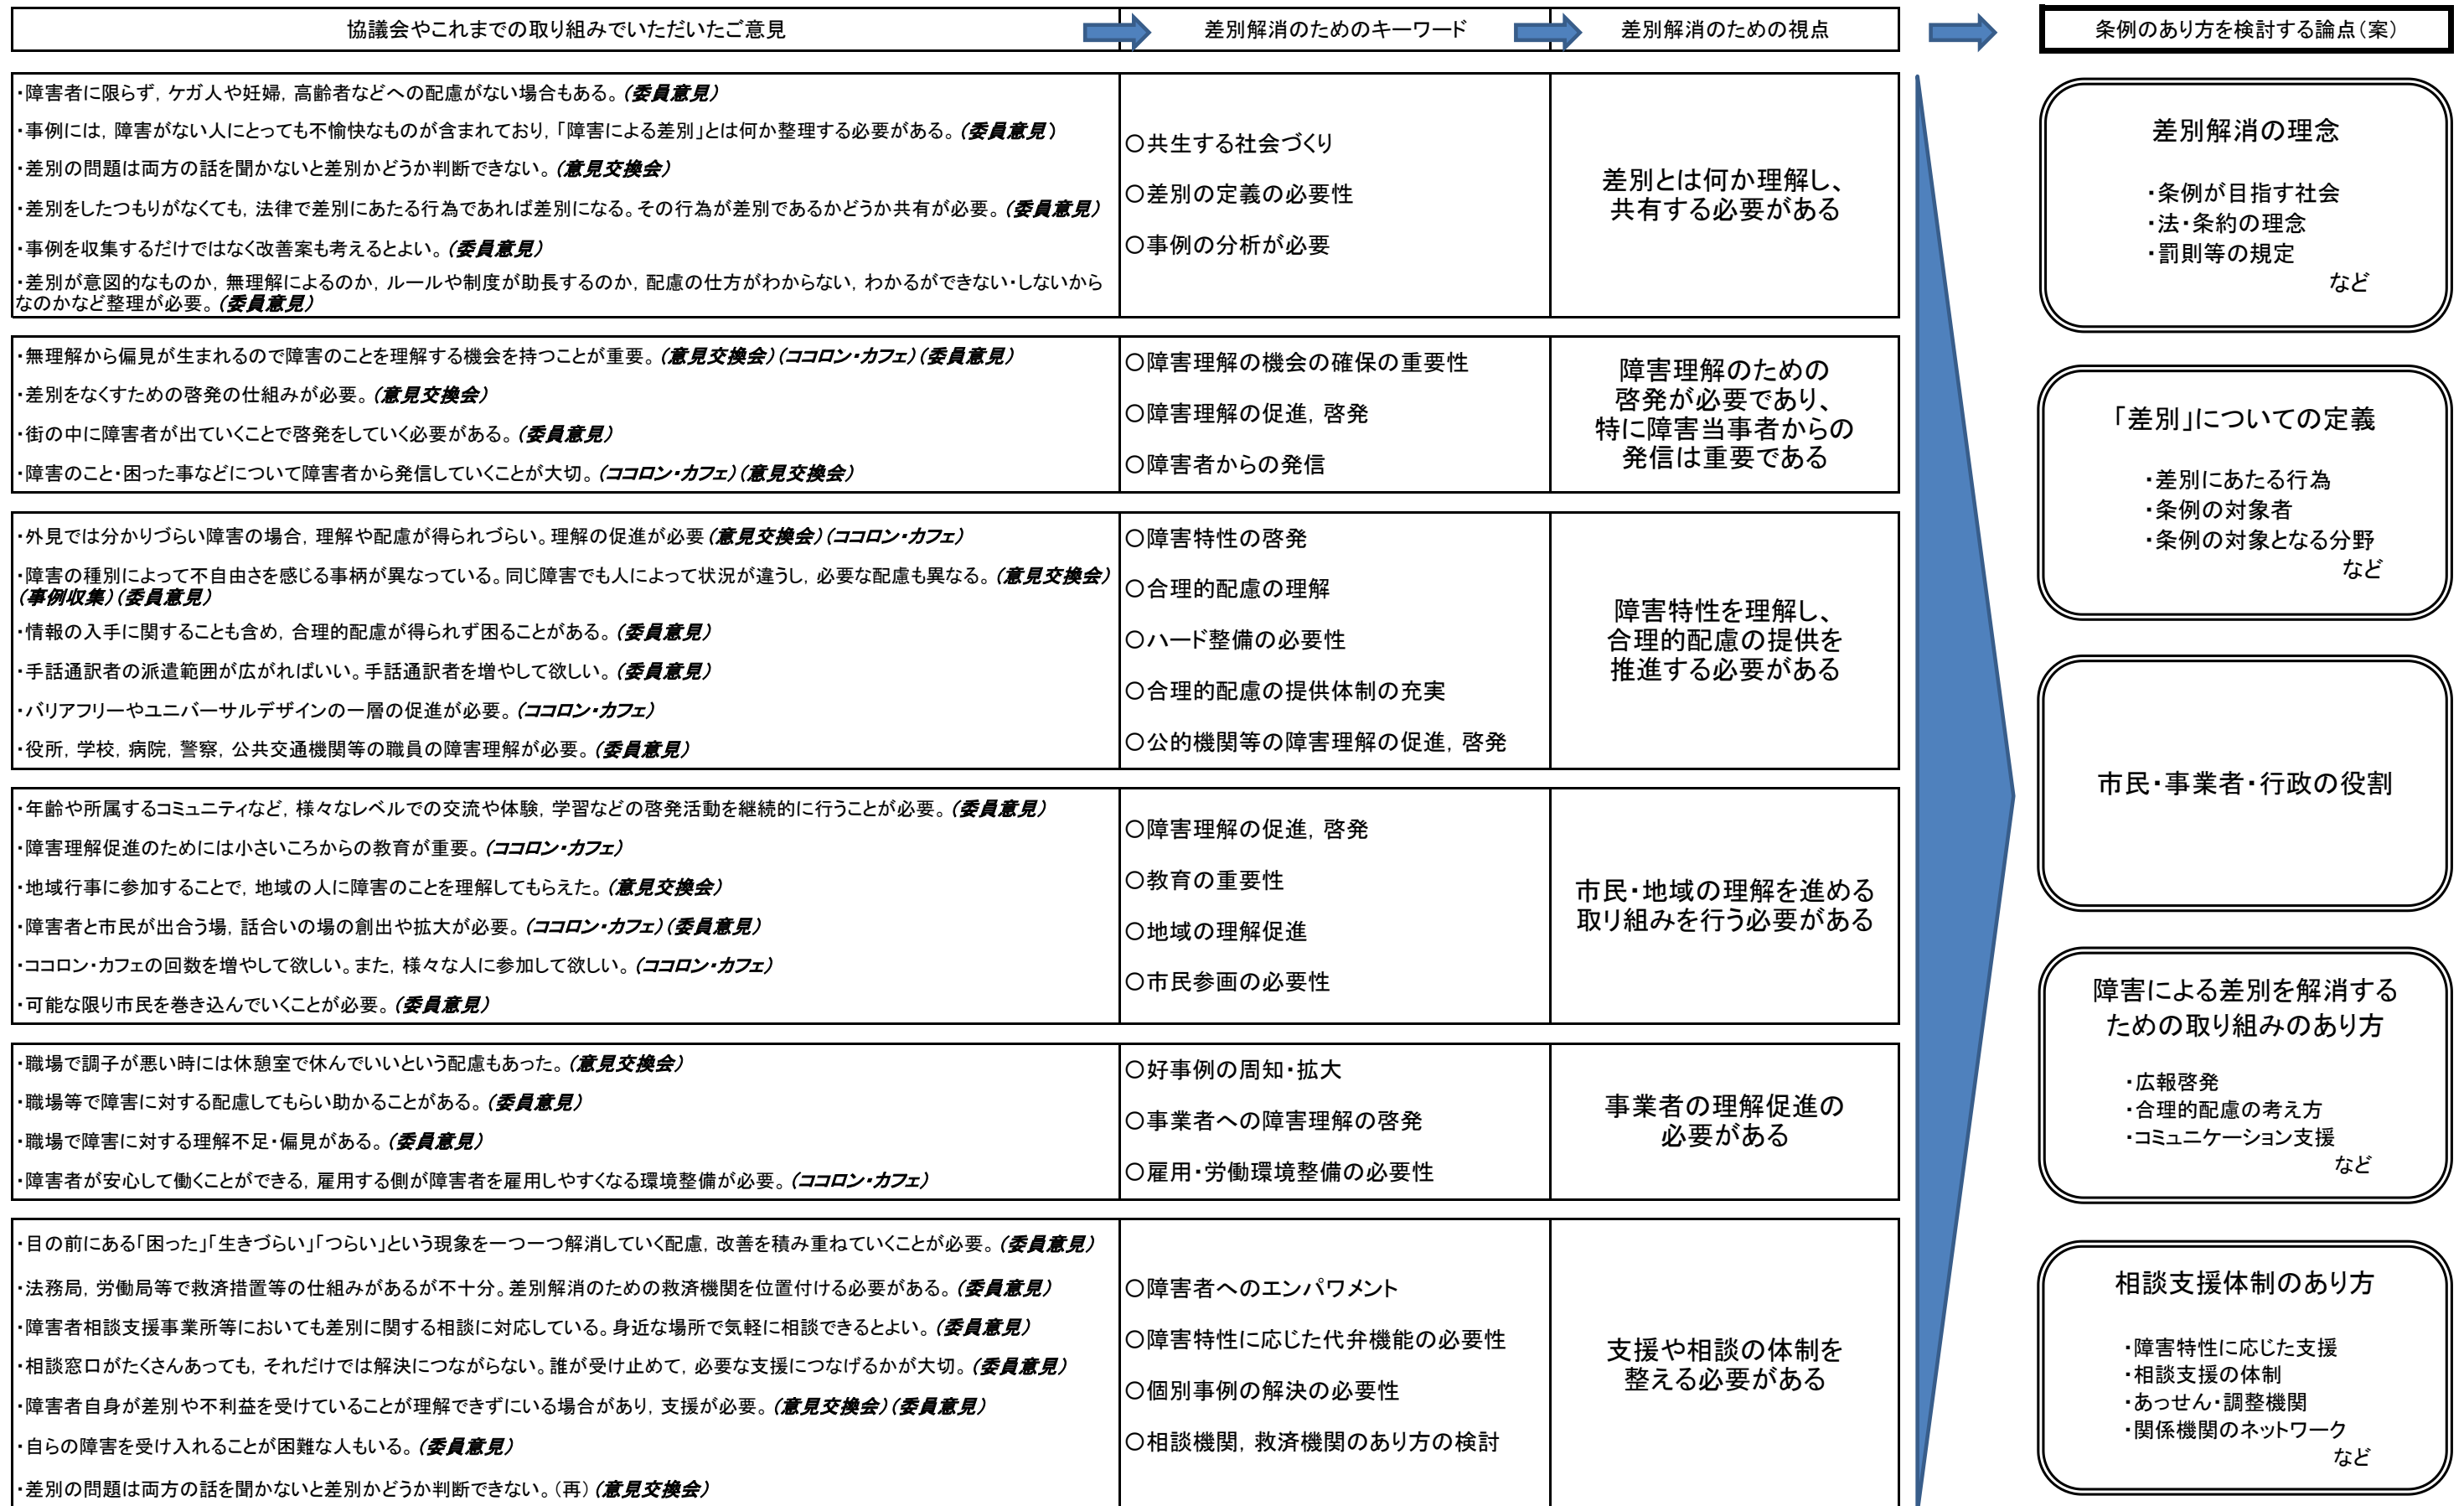 協議会やこれまでの取り組みでいただいたご意見
差別解消のためのキーワード
差別解消のための視点
条例のあり方を検討する論点（案）
・障害者に限らず，ケガ人や妊婦，高齢者などへの配慮がない場合もある。（委員意見）
・事例には，障害がない人にとっても不愉快なものが含まれており，「障害による差別」とは何か整理する必要がある。（委員意見）
・差別の問題は両方の話を聞かないと差別かどうか判断できない。（意見交換会）
・差別をしたつもりがなくても，法律で差別にあたる行為であれば差別になる。その行為が差別であるかどうか共有が必要。（委員意見）
・事例を収集するだけではなく改善案も考えるとよい。（委員意見）
・差別が意図的なものか，無理解によるのか，ルールや制度が助長するのか，配慮の仕方がわからない，わかるができない・しないから
なのかなど整理が必要。（委員意見）
○共生する社会づくり
○差別の定義の必要性
○事例の分析が必要
差別とは何か理解し、
共有する必要がある
・無理解から偏見が生まれるので障害のことを理解する機会を持つことが重要。（意見交換会）（ココロン・カフェ）（委員意見）
・差別をなくすための啓発の仕組みが必要。（意見交換会）
・街の中に障害者が出ていくことで啓発をしていく必要がある。（委員意見）
・障害のこと・困った事などについて障害者から発信していくことが大切。（ココロン・カフェ）（意見交換会）
○障害理解の機会の確保の重要性
○障害理解の促進，啓発
○障害者からの発信
障害理解のための
啓発が必要であり、
特に障害当事者からの
発信は重要である
・外見では分かりづらい障害の場合，理解や配慮が得られづらい。理解の促進が必要（意見交換会）（ココロン・カフェ）
・障害の種別によって不自由さを感じる事柄が異なっている。同じ障害でも人によって状況が違うし，必要な配慮も異なる。（意見交換会）
（事例収集）（委員意見）
・情報の入手に関することも含め，合理的配慮が得られず困ることがある。（委員意見）
・手話通訳者の派遣範囲が広がればいい。手話通訳者を増やして欲しい。（委員意見）
・バリアフリーやユニバーサルデザインの一層の促進が必要。（ココロン・カフェ）
・役所，学校，病院，警察，公共交通機関等の職員の障害理解が必要。（委員意見）
○障害特性の啓発
○合理的配慮の理解
○ハード整備の必要性
○合理的配慮の提供体制の充実
○公的機関等の障害理解の促進，啓発
障害特性を理解し、
合理的配慮の提供を
推進する必要がある
・年齢や所属するコミュニティなど，様々なレベルでの交流や体験，学習などの啓発活動を継続的に行うことが必要。（委員意見）
・障害理解促進のためには小さいころからの教育が重要。（ココロン・カフェ）
・地域行事に参加することで，地域の人に障害のことを理解してもらえた。（意見交換会）
・障害者と市民が出合う場，話合いの場の創出や拡大が必要。（ココロン・カフェ）（委員意見）
・ココロン・カフェの回数を増やして欲しい。また，様々な人に参加して欲しい。（ココロン・カフェ）
・可能な限り市民を巻き込んでいくことが必要。（委員意見）
○障害理解の促進，啓発
○教育の重要性
○地域の理解促進
○市民参画の必要性
市民・地域の理解を進める
取り組みを行う必要がある
・職場で調子が悪い時には休憩室で休んでいいという配慮もあった。（意見交換会）
・職場等で障害に対する配慮してもらい助かることがある。（委員意見）
・職場で障害に対する理解不足・偏見がある。（委員意見）
・障害者が安心して働くことができる，雇用する側が障害者を雇用しやすくなる環境整備が必要。（ココロン・カフェ）
○好事例の周知・拡大
○事業者への障害理解の啓発
○雇用・労働環境整備の必要性
事業者の理解促進の
必要がある
・目の前にある「困った」「生きづらい」「つらい」という現象を一つ一つ解消していく配慮，改善を積み重ねていくことが必要。（委員意見）
・法務局，労働局等で救済措置等の仕組みがあるが不十分。差別解消のための救済機関を位置付ける必要がある。（委員意見）
・障害者相談支援事業所等においても差別に関する相談に対応している。身近な場所で気軽に相談できるとよい。（委員意見）
・相談窓口がたくさんあっても，それだけでは解決につながらない。誰が受け止めて，必要な支援につなげるかが大切。（委員意見）
・障害者自身が差別や不利益を受けていることが理解できずにいる場合があり，支援が必要。（意見交換会）（委員意見）
・自らの障害を受け入れることが困難な人もいる。（委員意見）
・差別の問題は両方の話を聞かないと差別かどうか判断できない。（再）（意見交換会）
○障害者へのエンパワメント
○障害特性に応じた代弁機能の必要性
○個別事例の解決の必要性
○相談機関，救済機関のあり方の検討
支援や相談の体制を
整える必要がある
差別解消の理念
・条例が目指す社会
・法・条約の理念
・罰則等の規定
など
「差別」についての定義
・差別にあたる行為
・条例の対象者
・条例の対象となる分野
など
市民・事業者・行政の役割
障害による差別を解消する
ための取り組みのあり方
・広報啓発
・合理的配慮の考え方
・コミュニケーション支援
など
相談支援体制のあり方
・障害特性に応じた支援
・相談支援の体制
・あっせん・調整機関
・関係機関のネットワーク
など